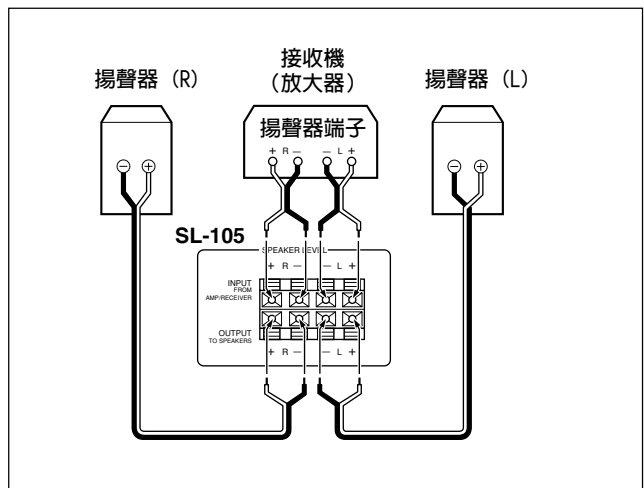 接收機
(放大器)
揚聲器 (R)
揚聲器 (L)
揚聲器端子
+ R − − L +
− +
− +
SL-105
SPEAKER LEVEL
+ R − − L +
INPUT
FROM
AMP/RECEIVER
OUTPUT
TO SPEAKERS
+ R − − L +